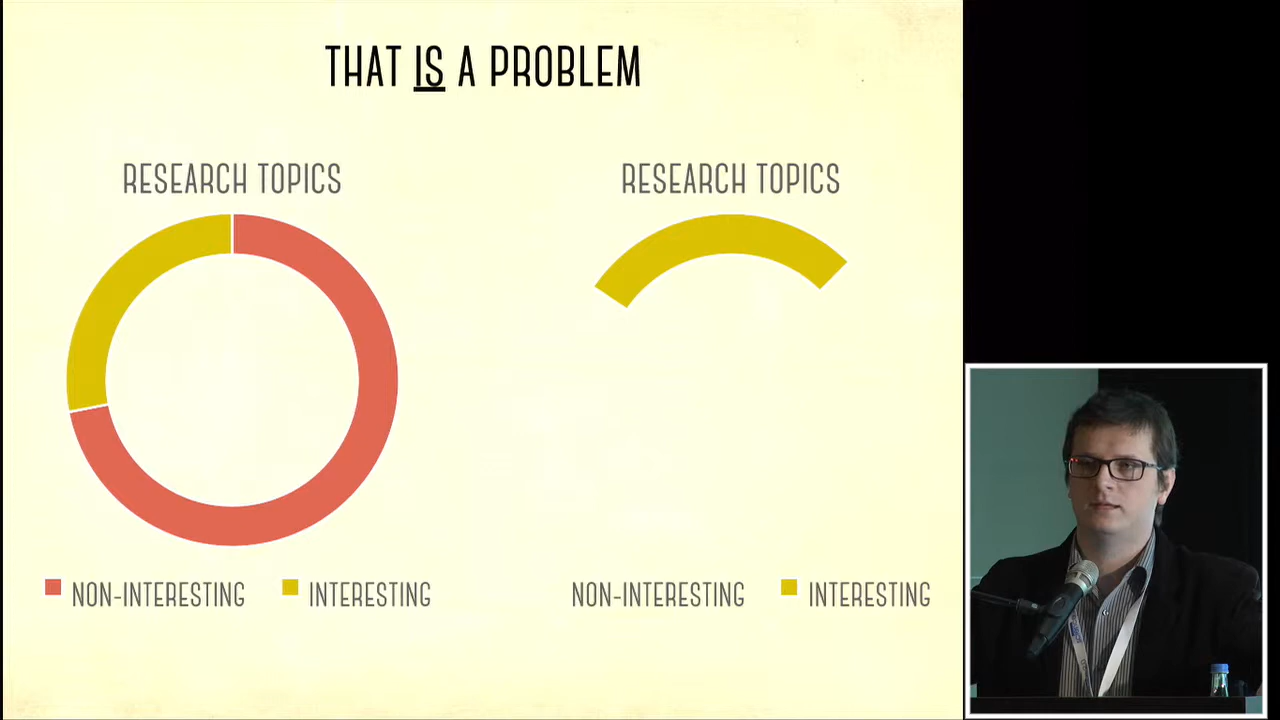 THAT IS A PROBLEM
RESEARCH TOPICS
NON-INTERESTING
INTERESTING
RESEARCH TOPICS
NON-INTERESTING
INTERESTING